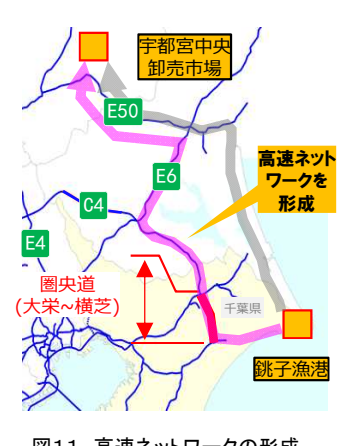 宇都宮中央
卸売市場
E50
高速ネット
ワークを
形成
E6
C4
E4
圏央道
(大栄~横芝)
千葉県
銚子漁港
図11 高速ネットワークの形成